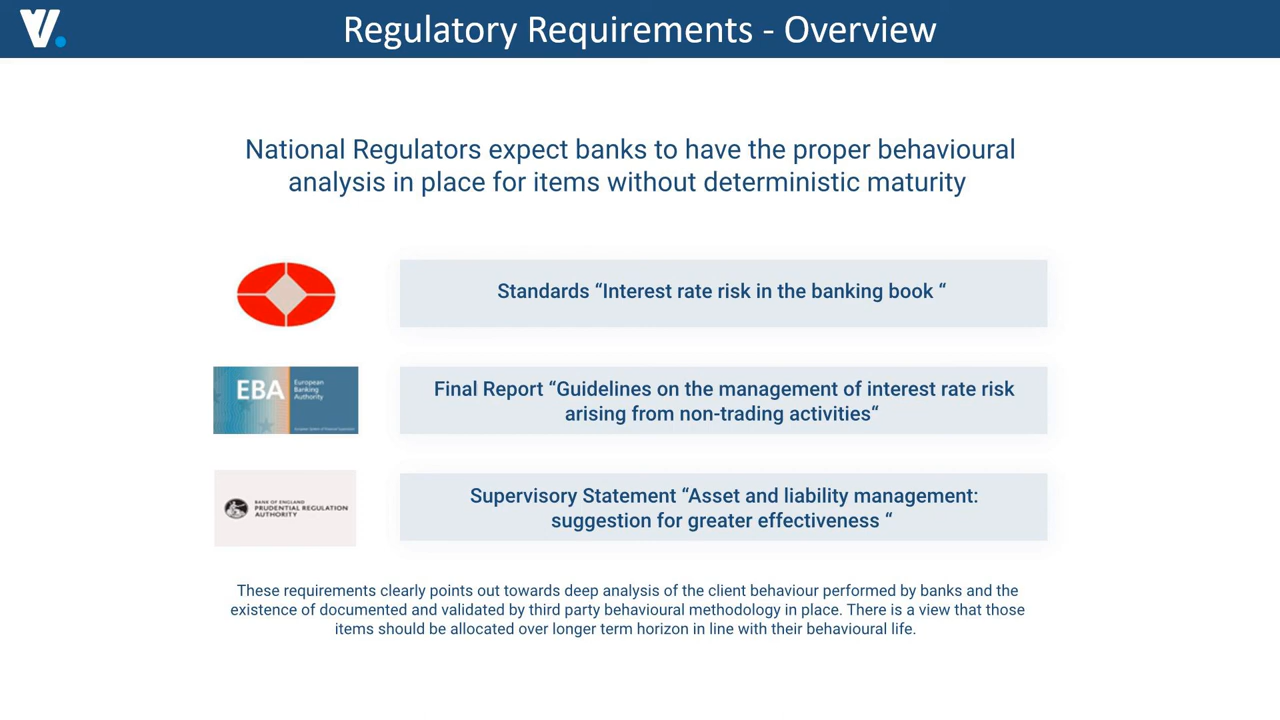 V.
Regulatory Requirements - Overview
National Regulators expect banks to have the proper behavioural
analysis in place for items without deterministic maturity
Standards “Interest rate risk in the banking book “
EBA
European
Banking
Authority
Final Report “Guidelines on the management of interest rate risk
arising from non-trading activities“
BANK OF ENGLAND
PRUDENTIAL REGULATION
AUTHORITY
Supervisory Statement “Asset and liability management:
suggestion for greater effectiveness “
These requirements clearly points out towards deep analysis of the client behaviour performed by banks and the
existence of documented and validated by third party behavioural methodology in place. There is a view that those
items should be allocated over longer term horizon in line with their behavioural life.